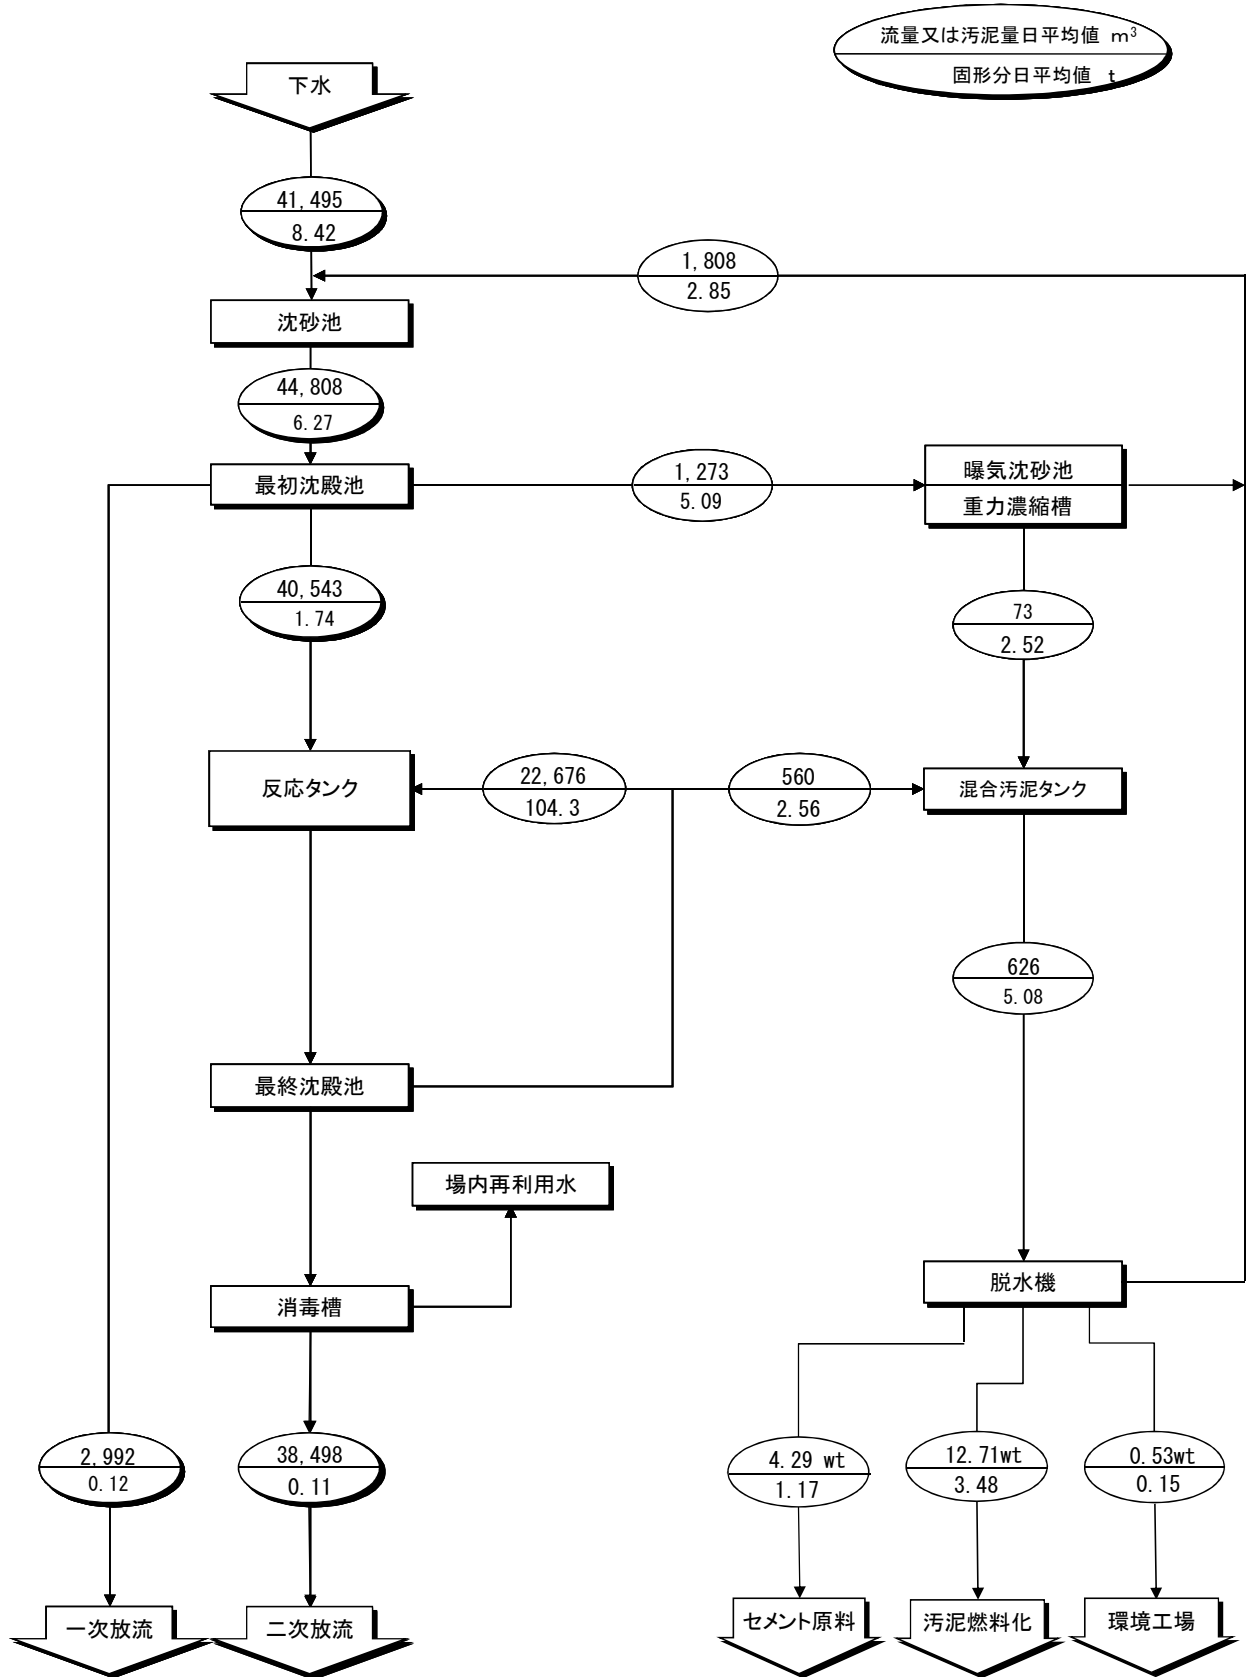 流量又は汚泥量日平均値 m³
固形分日平均値 t
下水
41,495
8.42
1,808
2.85
沈砂池
44,808
6.27
最初沈殿池
1,273
5.09
曝気沈砂池
重力濃縮槽
40,543
1.74
73
2.52
反応タンク
22,676
104.3
560
2.56
混合汚泥タンク
626
5.08
最終沈殿池
場内再利用水
消毒槽
脱水機
2,992
0.12
38,498
0.11
4.29 wt
1.17
12.71wt
3.48
0.53wt
0.15
一次放流
二次放流
セメント原料
汚泥燃料化
環境工場